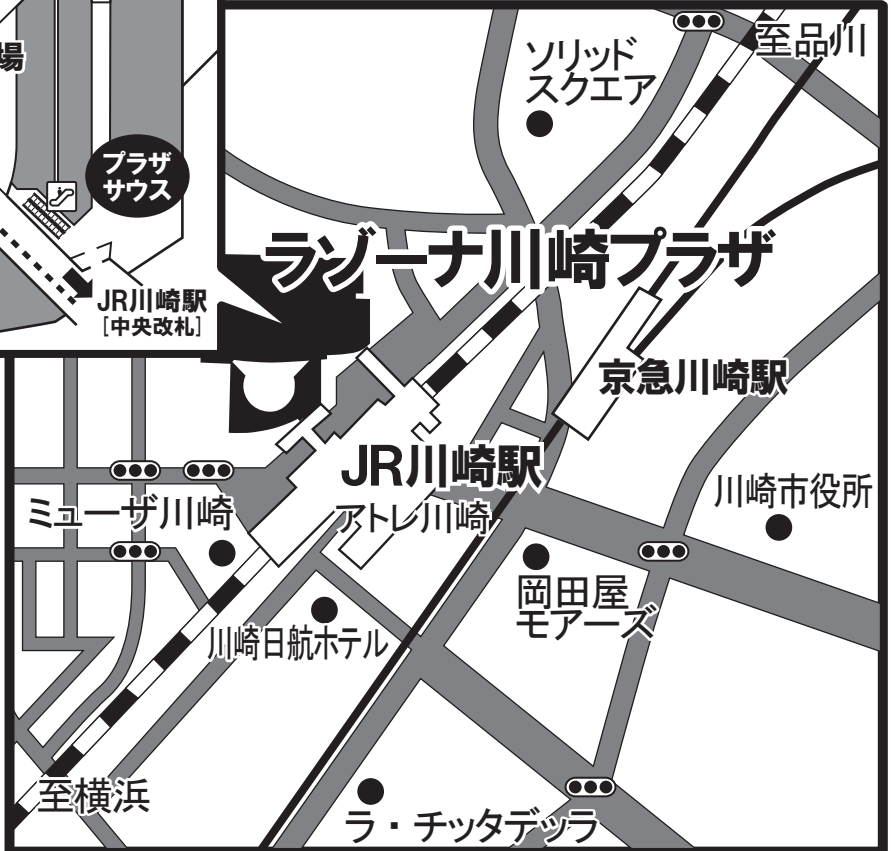 場
プラザ
サウス
JR川崎駅
[中央改札]
至品川
ソリッド
スクエア
ラゾーナ川崎プラザ
京急川崎駅
JR川崎駅
アトレ川崎
川崎市役所
ミューザ川崎
岡田屋
モアーズ
川崎日航ホテル
至横浜
ラ・チッタデッラ